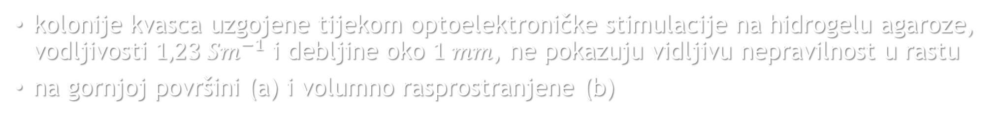 • kolonije kvasca uzgojene tijekom optoelektroničke stimulacije na hidrogelu agaroze,
vodljivosti 1,23 Sm⁻¹ i debljine oko 1 mm, ne pokazuju vidljivu nepravilnost u rastu
• na gornjoj površini (a) i volumno rasprostranjene (b)